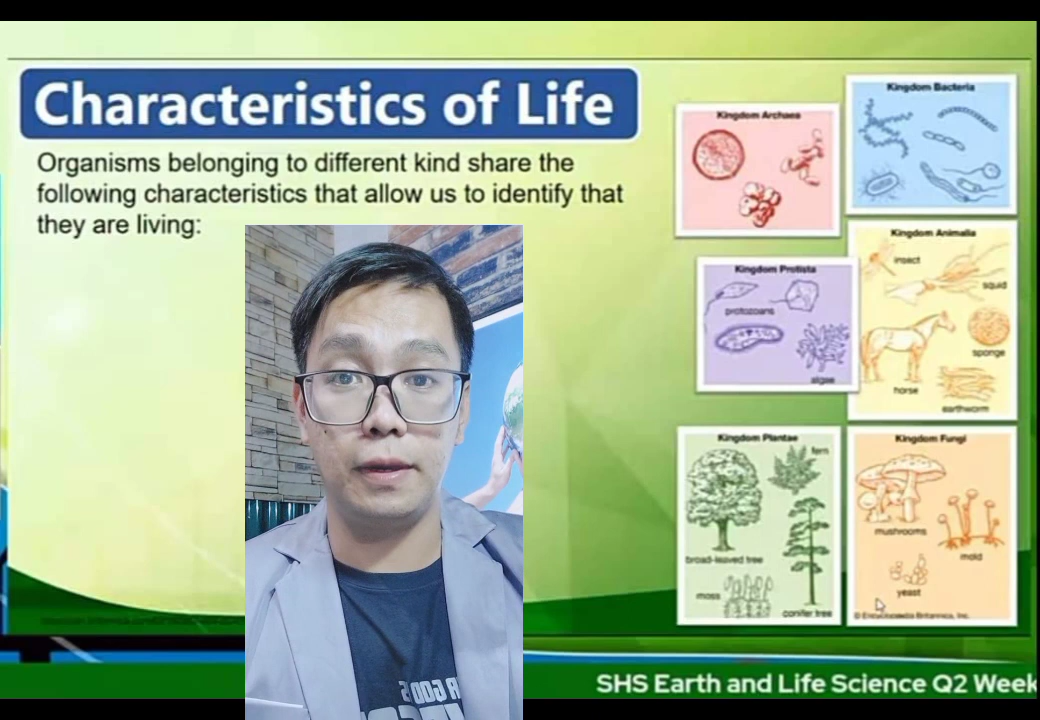 Characteristics of Life
Organisms belonging to different kind share the
following characteristics that allow us to identify that
they are living:
Kingdom Archaea
Kingdom Bacteria
Kingdom Protista
protozoans
algae
Kingdom Animalia
insect
squid
sponge
horse
earthworm
Kingdom Plantae
fern
broad-leaved tree
moss
conifer tree
Kingdom Fungi
mushrooms
mold
yeast
© Encyclopædia Britannica, Inc.
SHS Earth and Life Science Q2 Week